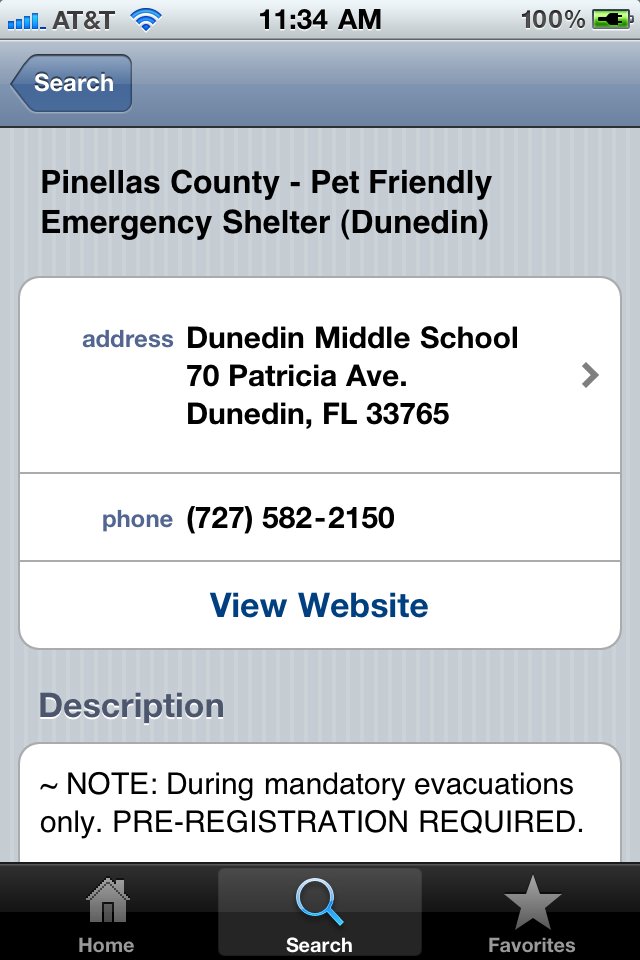 AT&T 11:34 AM 100%
Search
Pinellas County - Pet Friendly
Emergency Shelter (Dunedin)
address Dunedin Middle School
70 Patricia Ave.
Dunedin, FL 33765
phone (727) 582-2150
View Website
Description
~ NOTE: During mandatory evacuations
only. PRE-REGISTRATION REQUIRED.
Home Search Favorites